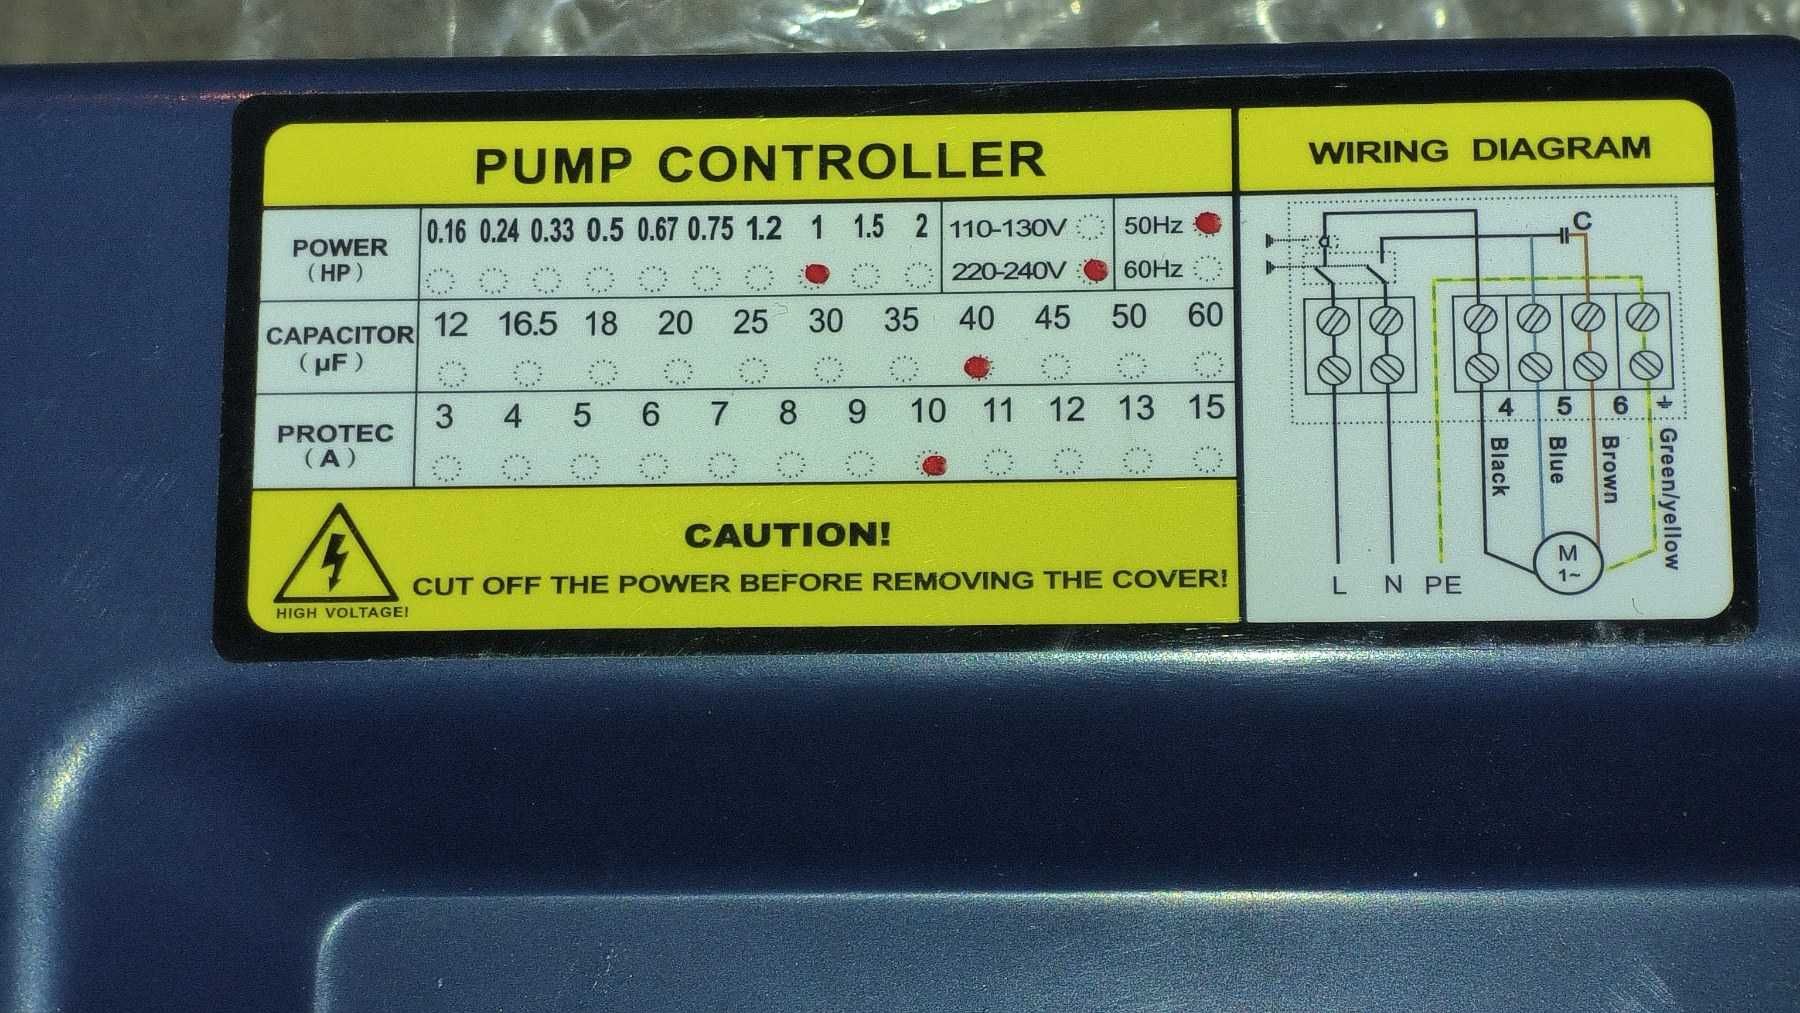 PUMP CONTROLLER
POWER (HP)
0.16 0.24 0.33 0.5 0.67 0.75 1.2 1 1.5 2
110-130V
50Hz
220-240V
60Hz
CAPACITOR (μF)
12 16.5 18 20 25 30 35 40 45 50 60
PROTEC (A)
3 4 5 6 7 8 9 10 11 12 13 15
HIGH VOLTAGE!
CAUTION!
CUT OFF THE POWER BEFORE REMOVING THE COVER!
WIRING DIAGRAM
C
4 5 6
Black
Blue
Brown
Green/yellow
M
1~
L N PE